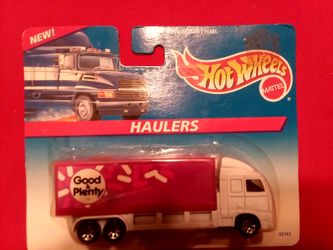 NEW!
Hot Wheels
MATTEL
HAULERS
Good
&
Plenty